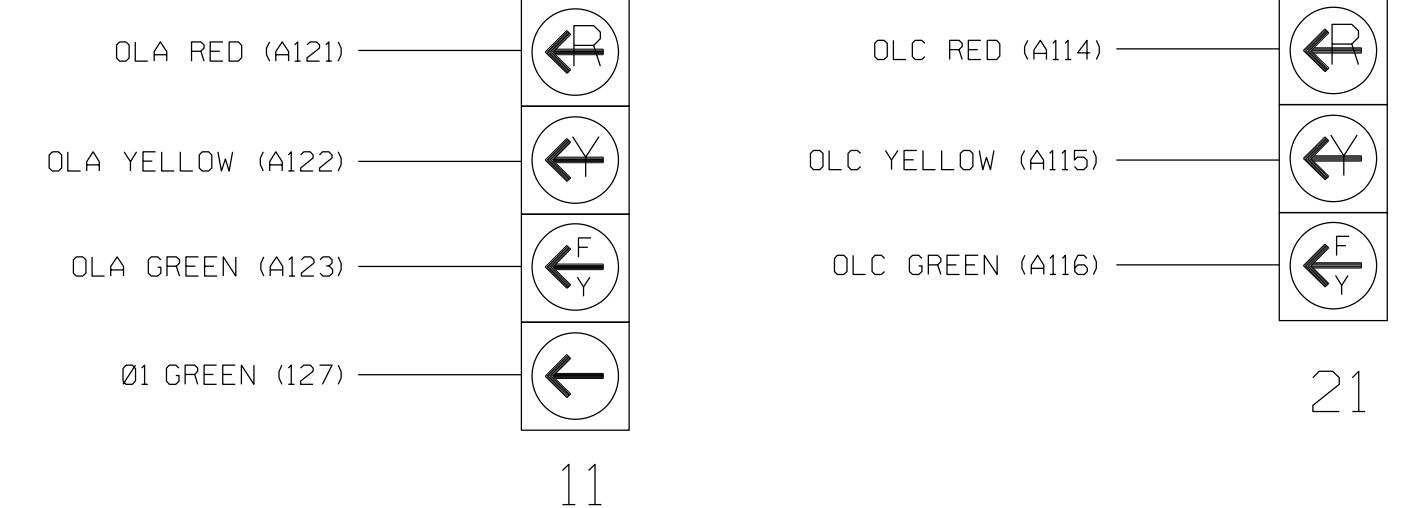 OLA RED (A121)
R
OLA YELLOW (A122)
Y
OLA GREEN (A123)
F
Y
Ø1 GREEN (127)
11
OLC RED (A114)
R
OLC YELLOW (A115)
Y
OLC GREEN (A116)
F
Y
21